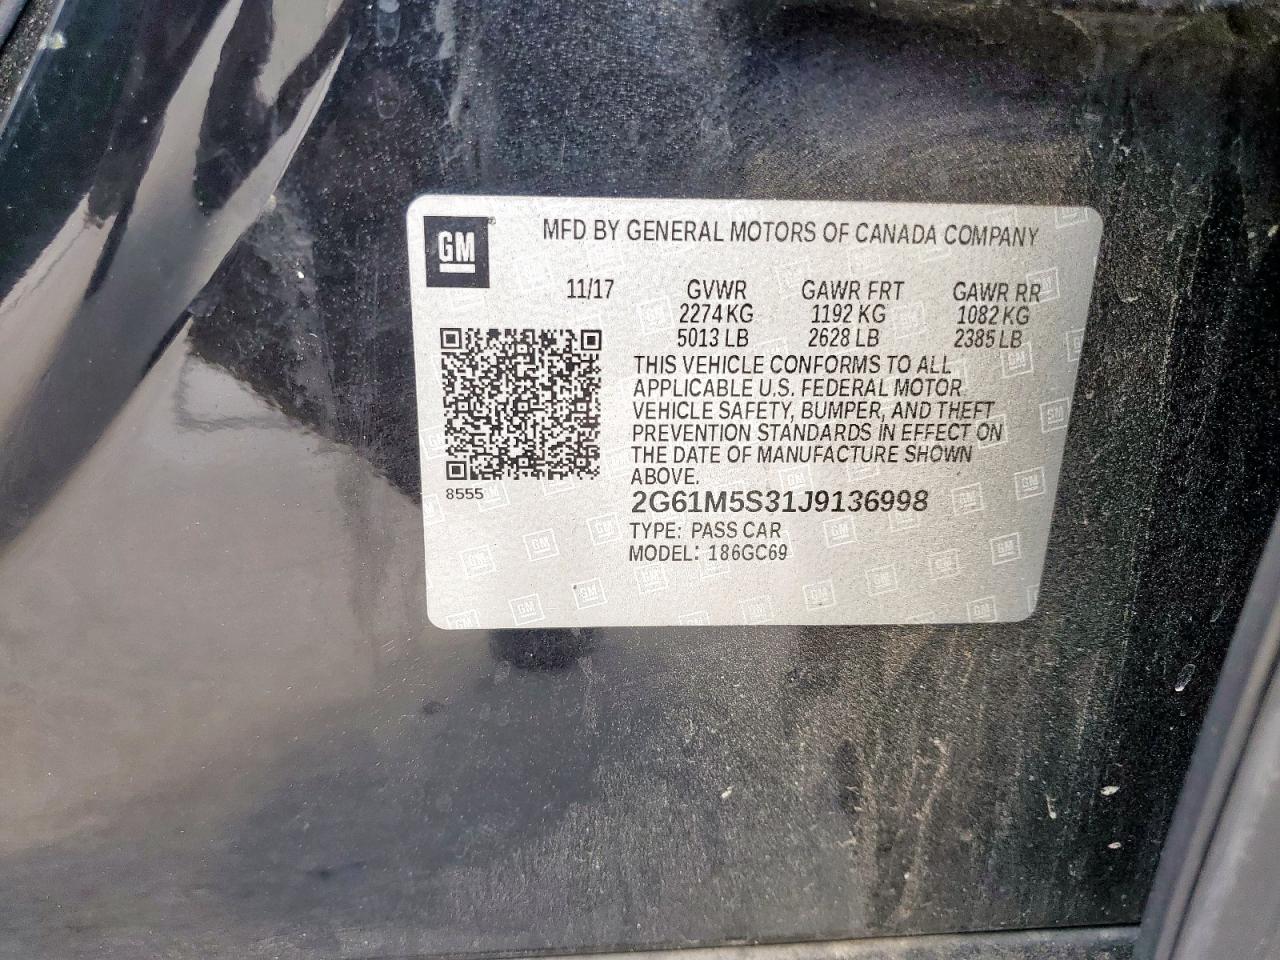 GM
MFD BY GENERAL MOTORS OF CANADA COMPANY
11/17 GVWR GAWR FRT GAWR RR
2274 KG 1192 KG 1082 KG
5013 LB 2628 LB 2385 LB
THIS VEHICLE CONFORMS TO ALL
APPLICABLE U.S. FEDERAL MOTOR
VEHICLE SAFETY, BUMPER, AND THEFT
PREVENTION STANDARDS IN EFFECT ON
THE DATE OF MANUFACTURE SHOWN
ABOVE.
8555
2G61M5S31J9136998
TYPE: PASS CAR
MODEL: 186GC69